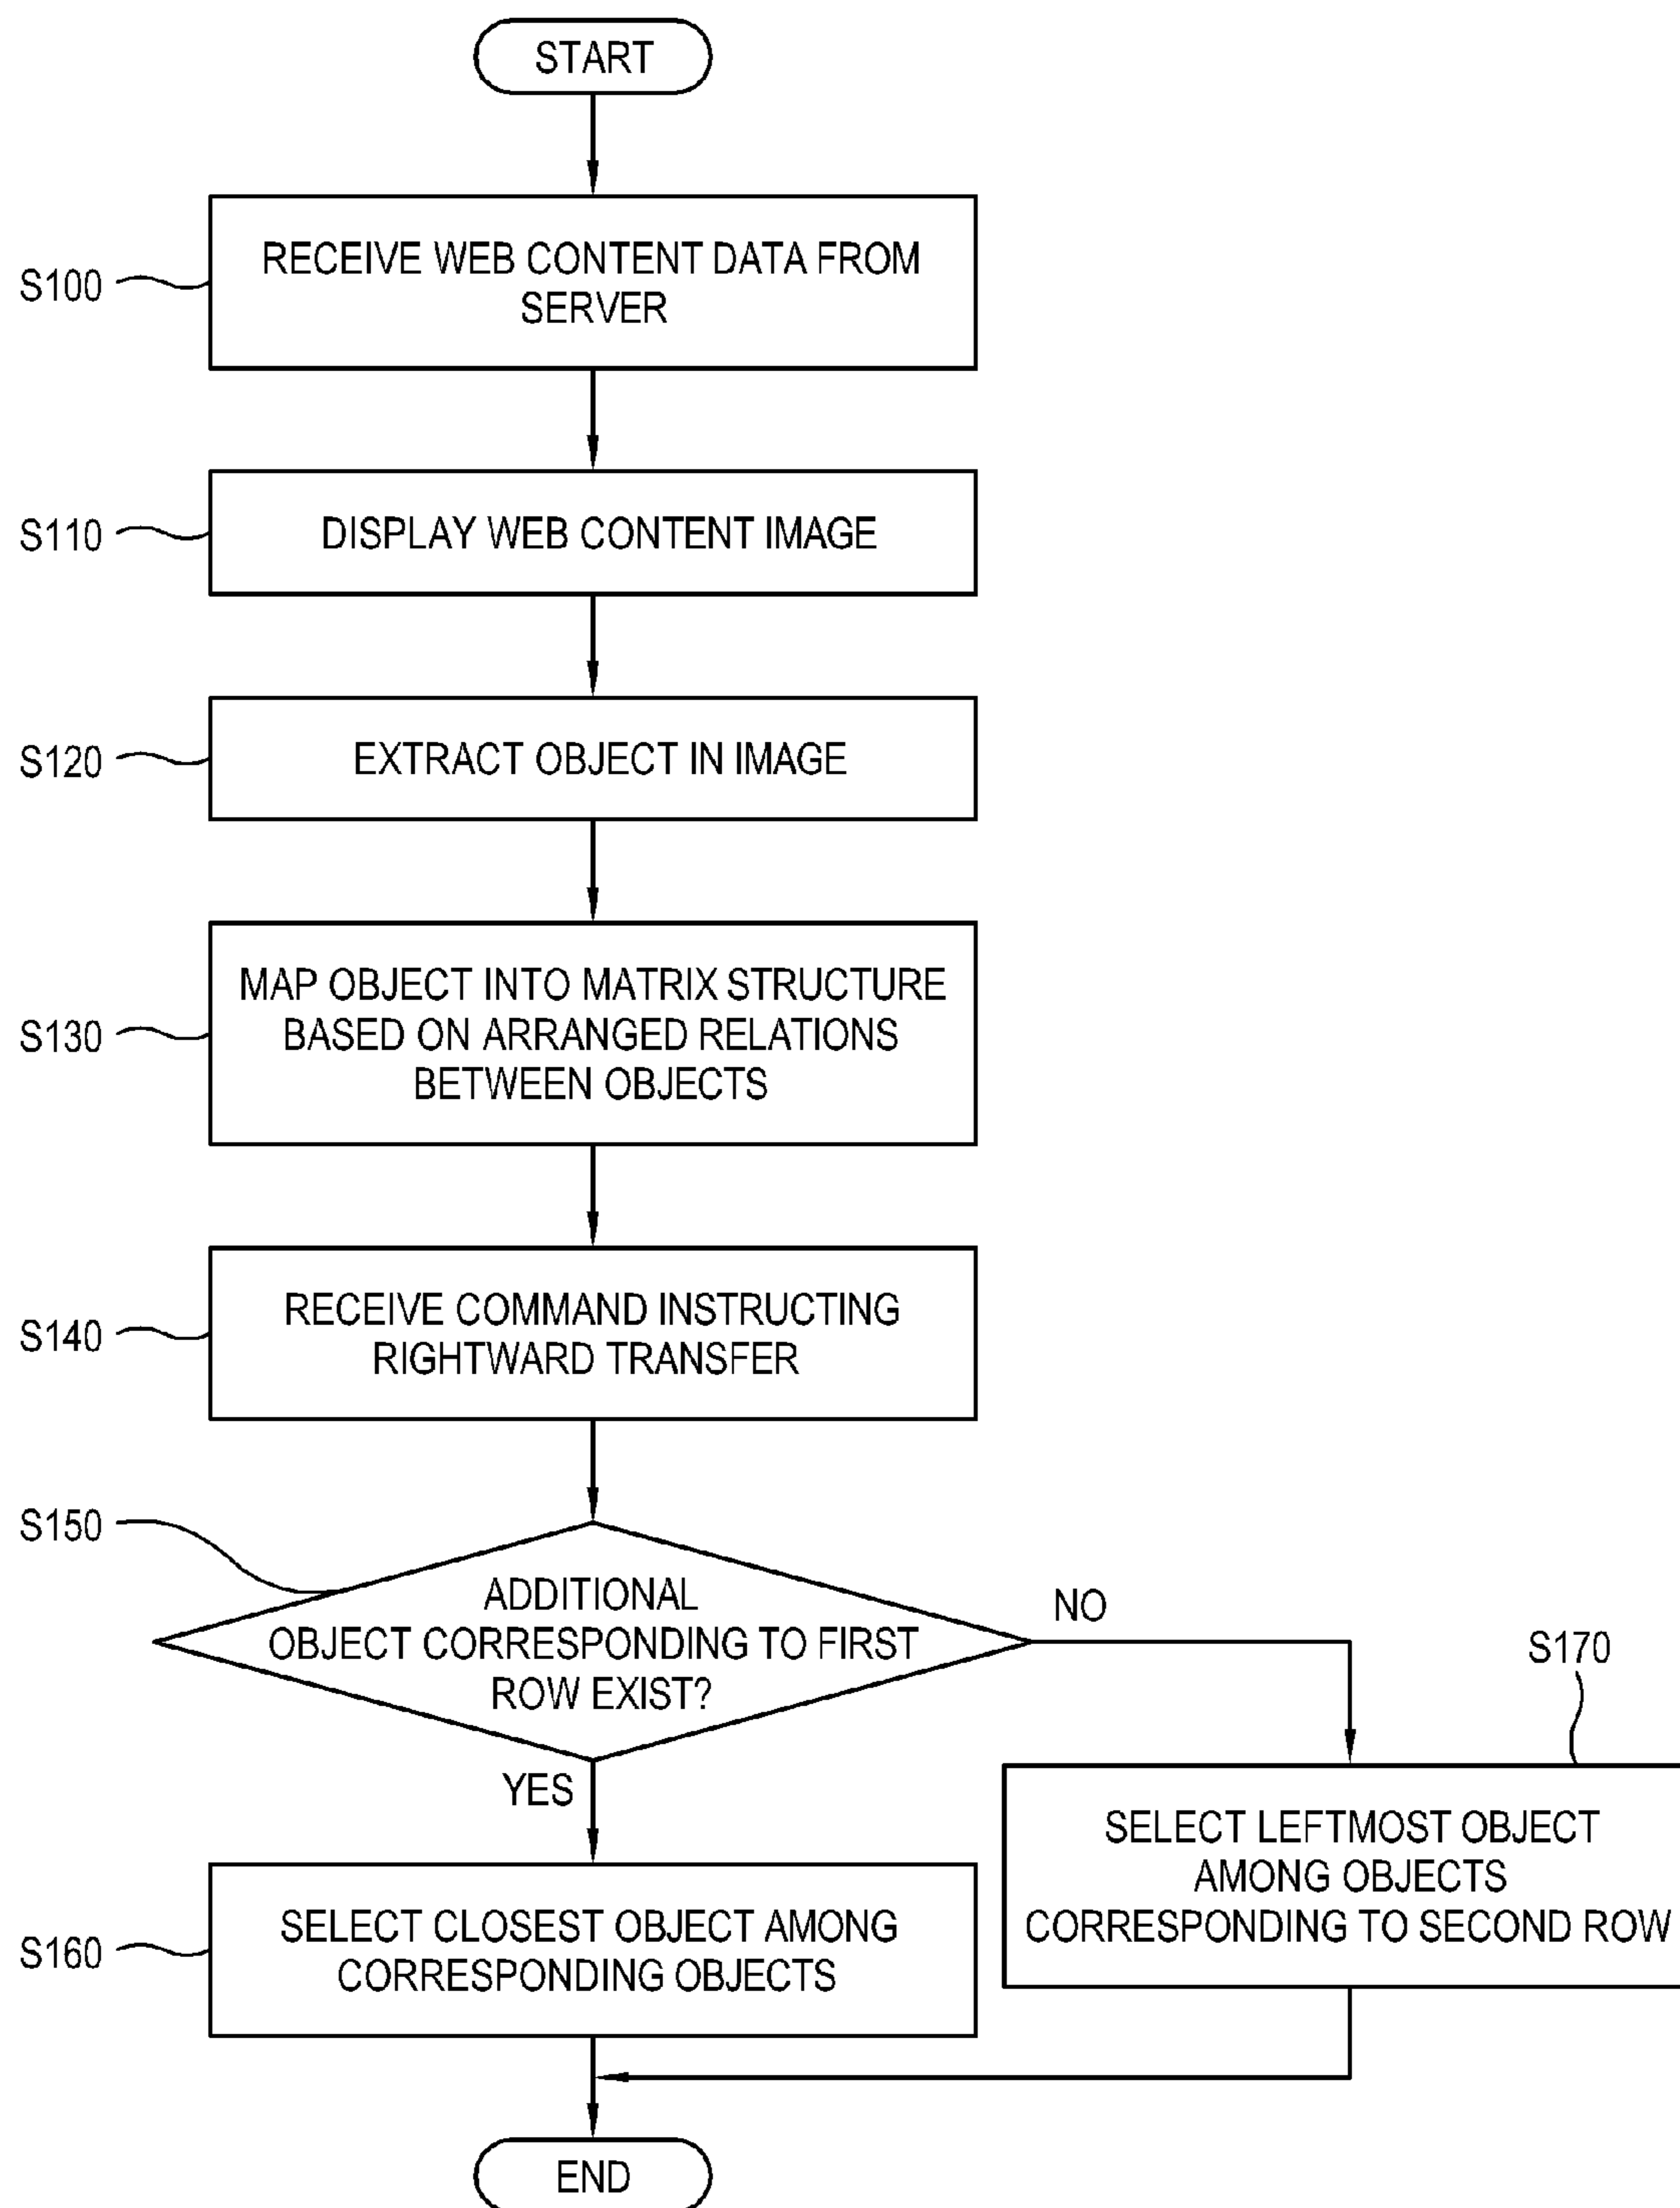 START
S100
RECEIVE WEB CONTENT DATA FROM
SERVER
S110
DISPLAY WEB CONTENT IMAGE
S120
EXTRACT OBJECT IN IMAGE
S130
MAP OBJECT INTO MATRIX STRUCTURE
BASED ON ARRANGED RELATIONS
BETWEEN OBJECTS
S140
RECEIVE COMMAND INSTRUCTING
RIGHTWARD TRANSFER
S150
ADDITIONAL
OBJECT CORRESPONDING TO FIRST
ROW EXIST?
NO
YES
S170
SELECT LEFTMOST OBJECT
AMONG OBJECTS
CORRESPONDING TO SECOND ROW
S160
SELECT CLOSEST OBJECT AMONG
CORRESPONDING OBJECTS
END